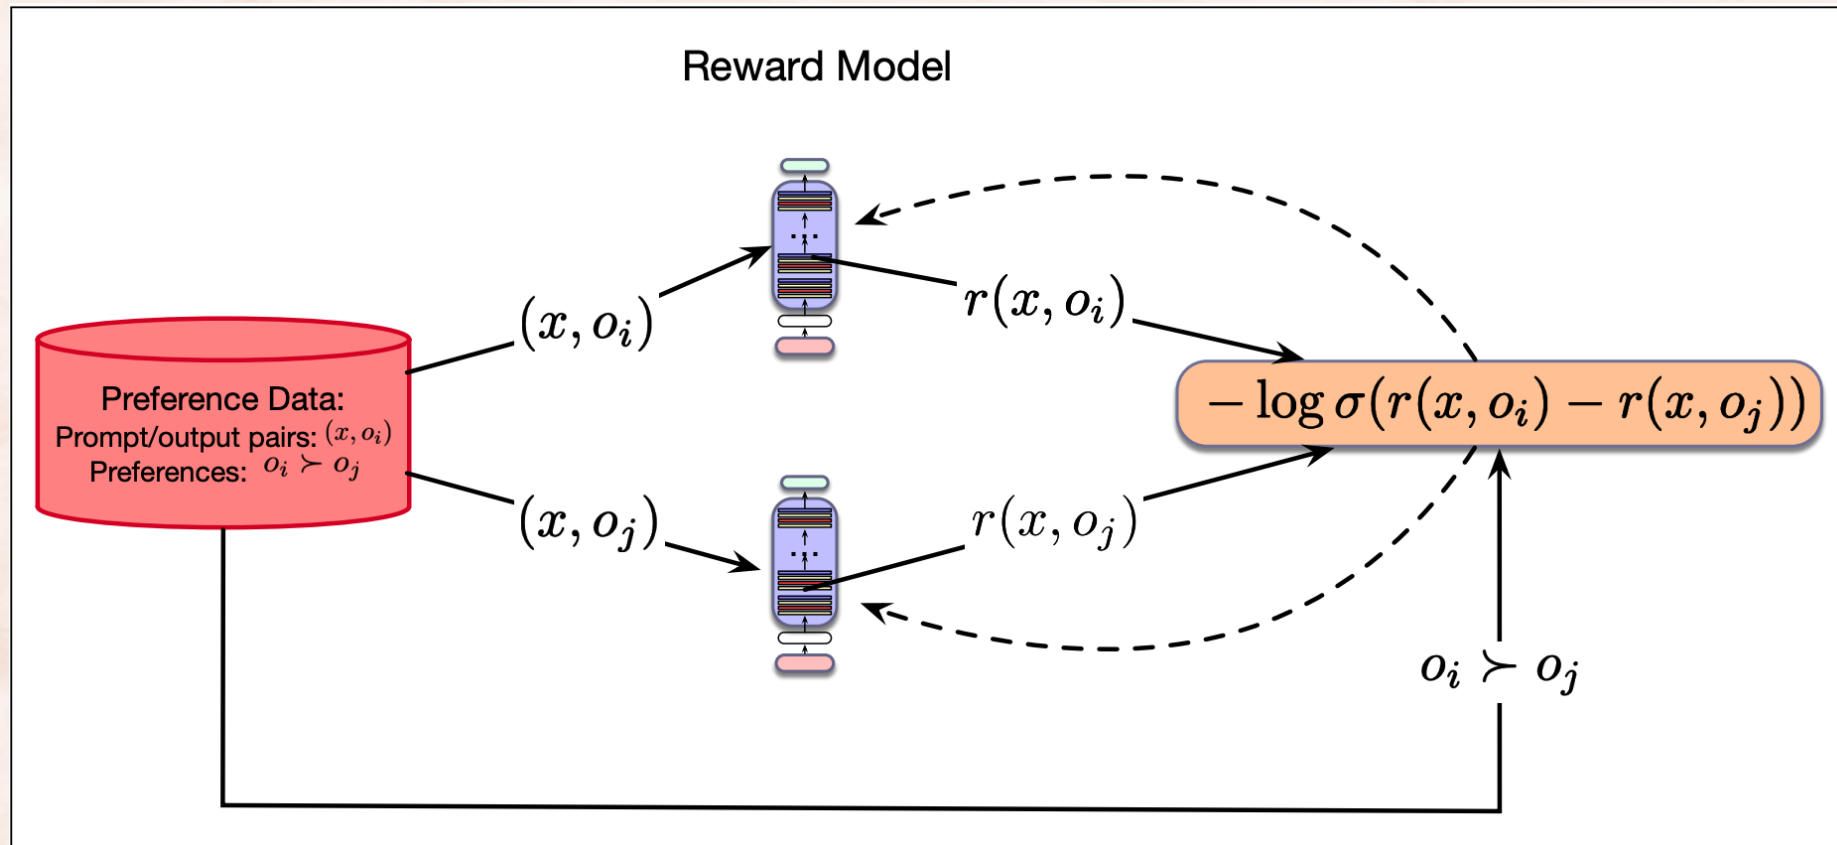 Reward Model
(x, o_i)
r(x, o_i)
Preference Data:
Prompt/output pairs: (x, o_i)
Preferences: o_i ≻ o_j
− log σ(r(x, o_i) − r(x, o_j))
(x, o_j)
r(x, o_j)
o_i ≻ o_j